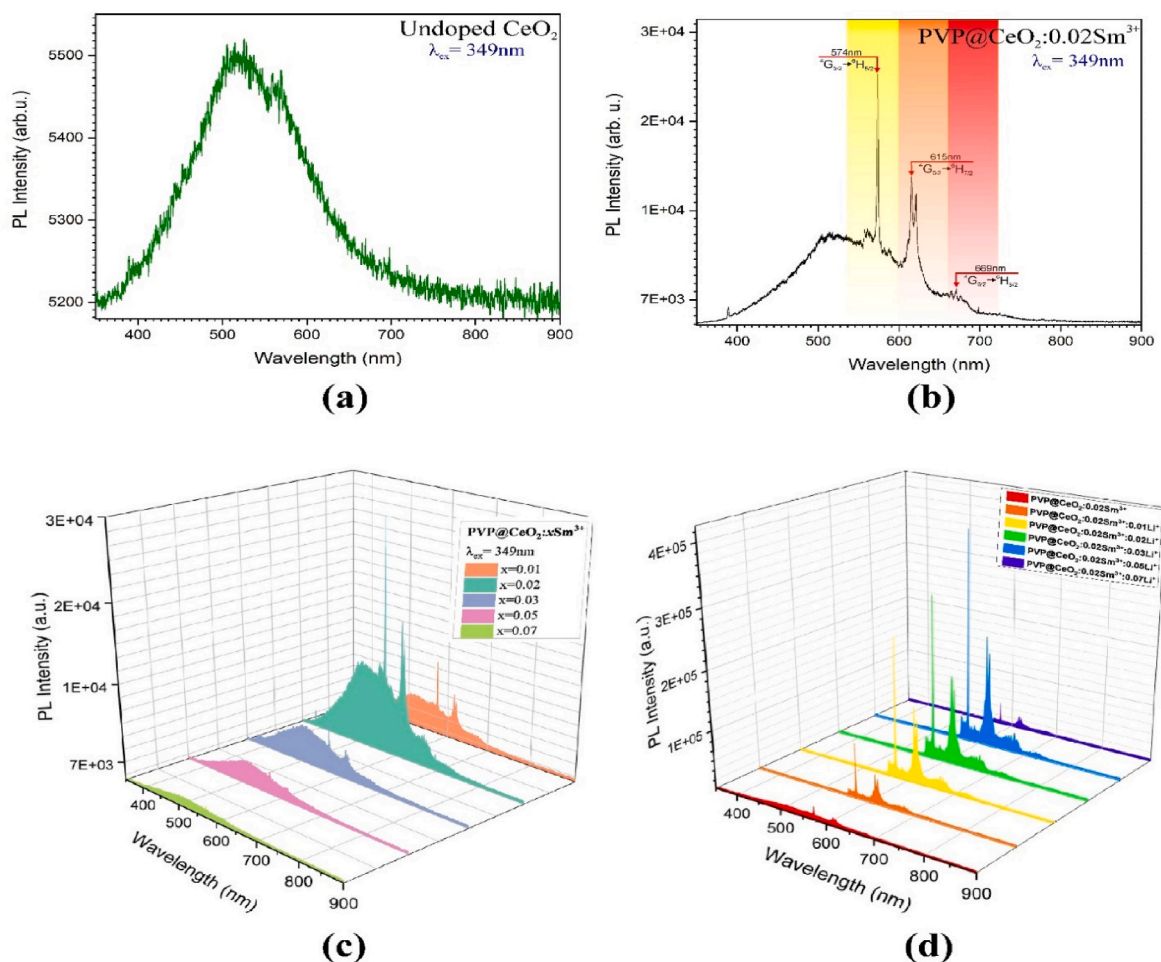 Undoped CeO₂
λex= 349nm
5500
5400
5300
5200
PL Intensity (arb.u.)
400 500 600 700 800 900
Wavelength (nm)
(a)
PVP@CeO₂:0.02Sm³⁺
λex= 349nm
574nm
⁴G₅/₂→⁶H₅/₂
615nm
⁴G₅/₂→⁶H₇/₂
669nm
3E+04
2E+04
1E+04
7E+03
PL Intensity (arb. u.)
400 500 600 700 800 900
Wavelength (nm)
(b)
PVP@CeO₂:xSm³⁺
λex= 349nm
x=0.01
x=0.02
x=0.03
x=0.05
x=0.07
3E+04
2E+04
1E+04
7E+03
PL Intensity (a.u.)
400 500 600 700 800 900
Wavelength (nm)
(c)
PVP@CeO₂:0.02Sm³⁺
PVP@CeO₂:0.02Sm³⁺:0.01Li⁺
PVP@CeO₂:0.02Sm³⁺:0.02Li⁺
PVP@CeO₂:0.02Sm³⁺:0.03Li⁺
PVP@CeO₂:0.02Sm³⁺:0.05Li⁺
PVP@CeO₂:0.02Sm³⁺:0.07Li⁺
4E+05
3E+05
2E+05
1E+05
PL Intensity (a.u.)
400 500 600 700 800 900
Wavelength (nm)
(d)